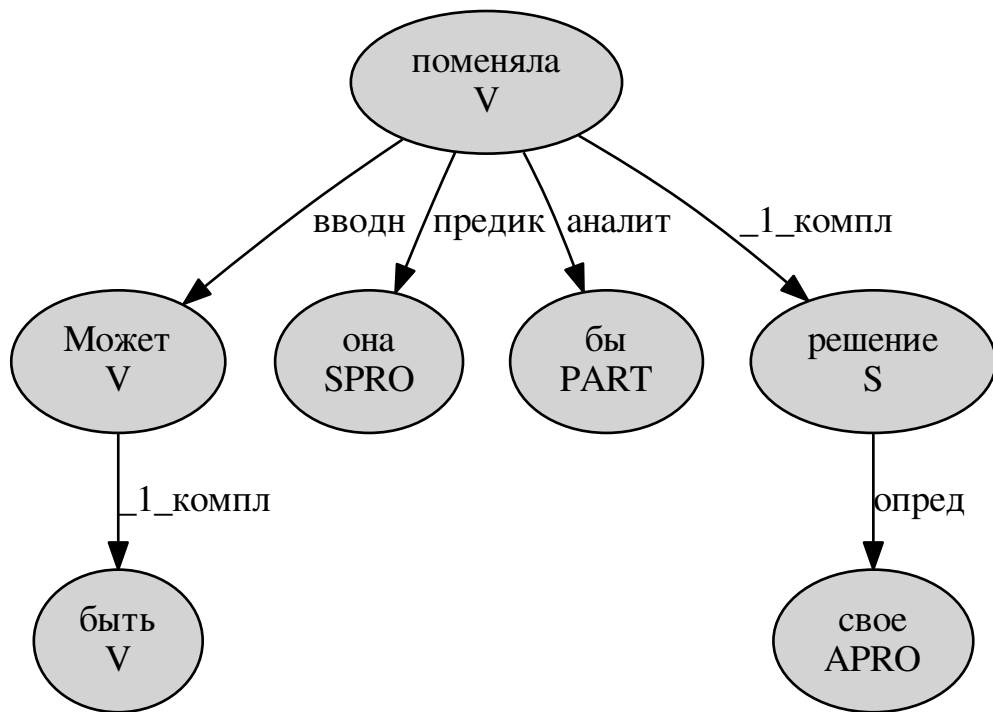 поменяла
V
вводн
предик
аналит
_1_компл
Может
V
она
SPRO
бы
PART
решение
S
_1_компл
опред
быть
V
свое
APRO